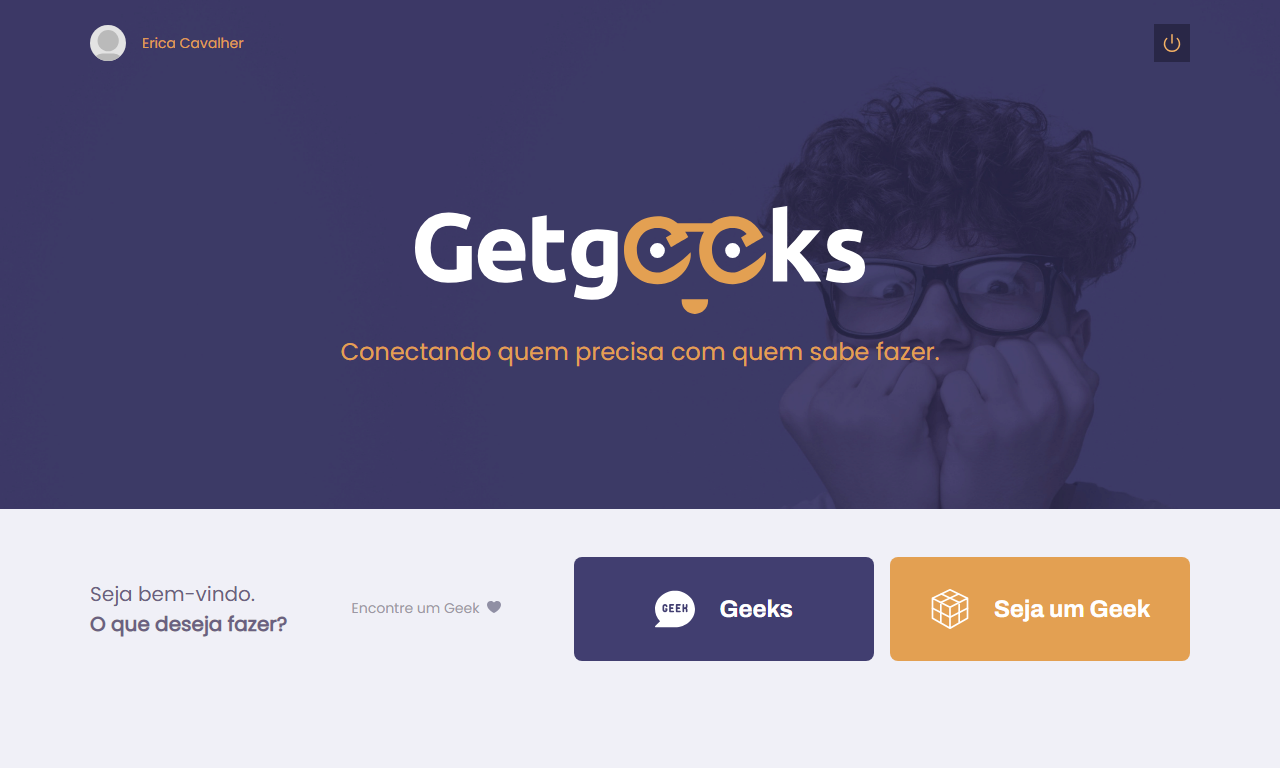 Erica Cavalher
Getgeeks
Conectando quem precisa com quem sabe fazer.
Seja bem-vindo.
O que deseja fazer?
Encontre um Geek
GEEK
Geeks
Seja um Geek